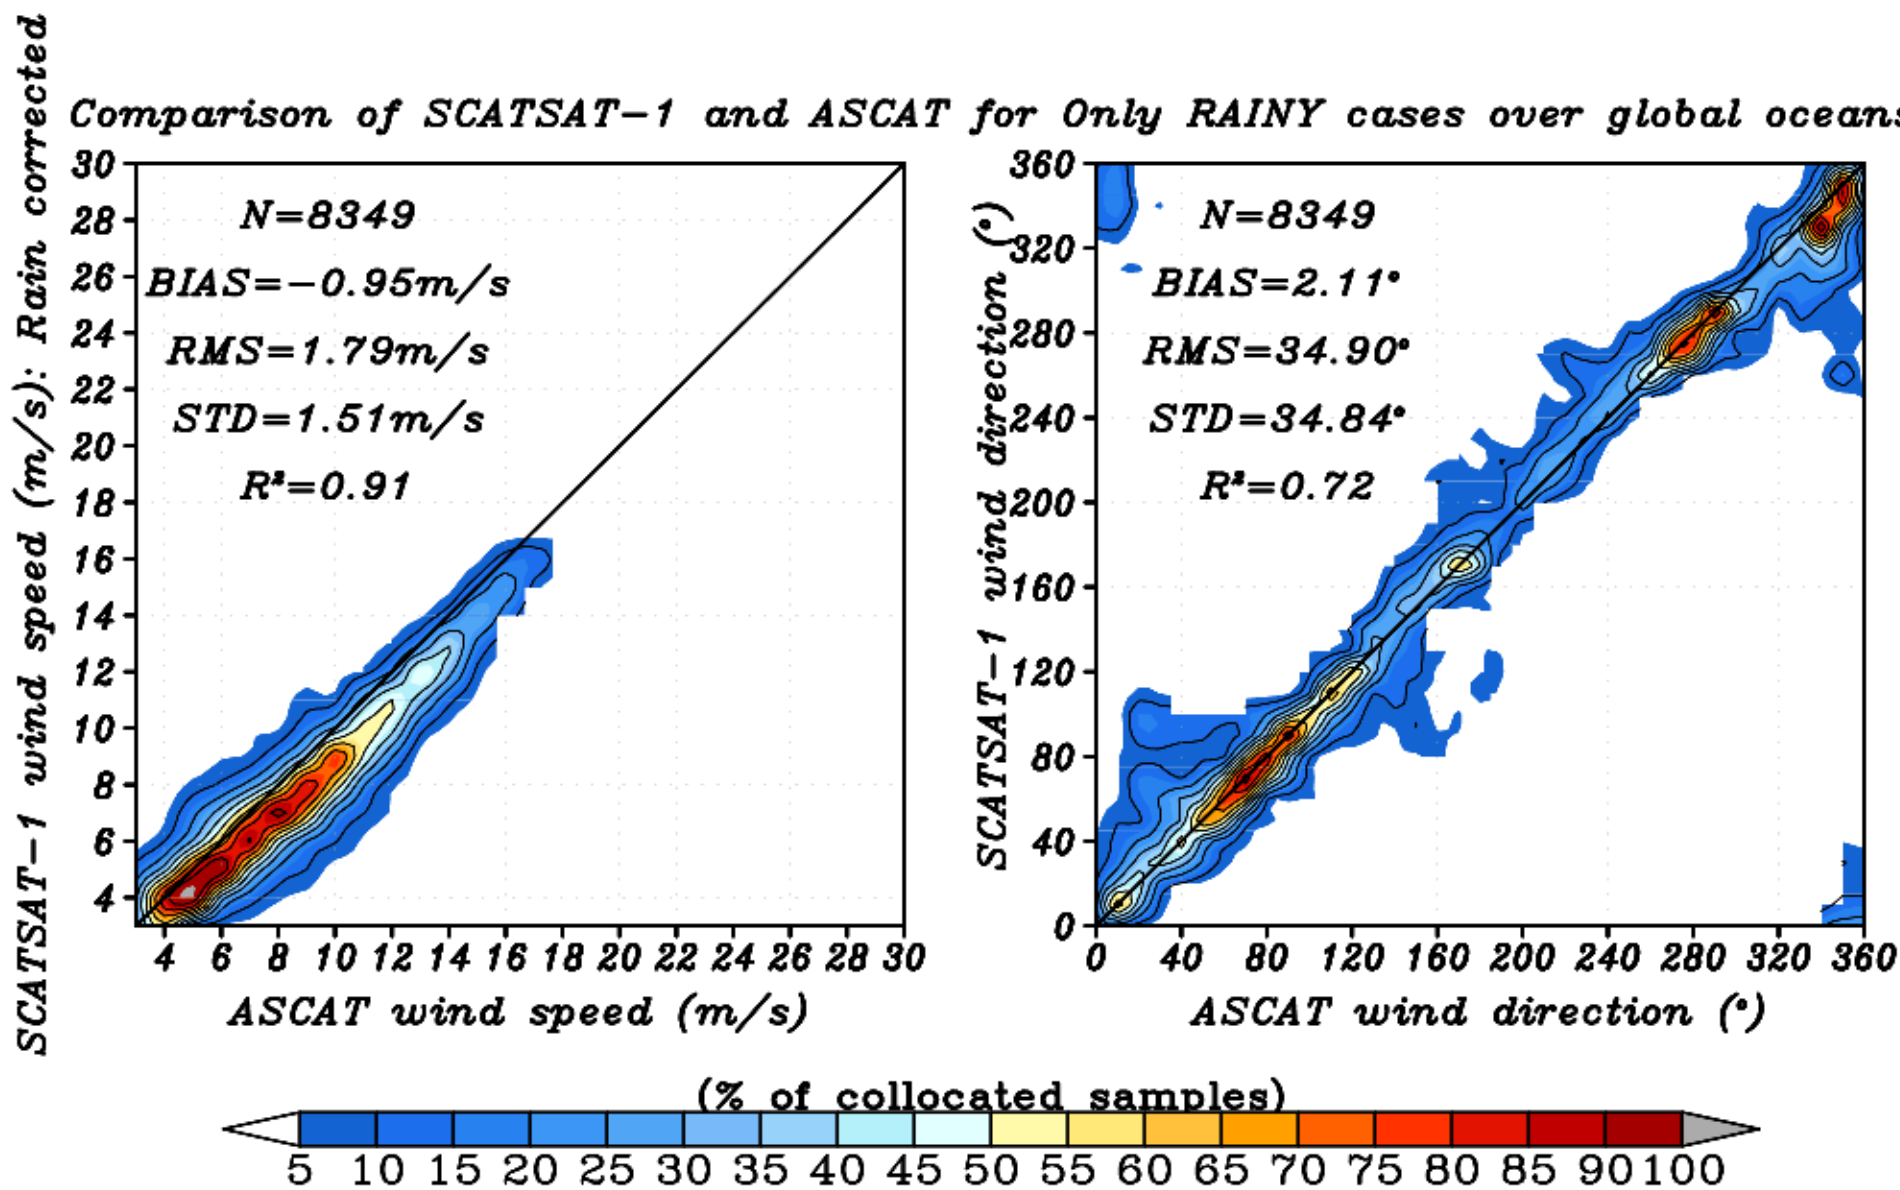 Comparison of SCATSAT-1 and ASCAT for Only RAINY cases over global oceans
SCATSAT-1 wind speed (m/s): Rain corrected
30
28
26
24
22
20
18
16
14
12
10
8
6
4
N=8349
BIAS=-0.95m/s
RMS=1.79m/s
STD=1.51m/s
R²=0.91
4 6 8 10 12 14 16 18 20 22 24 26 28 30
ASCAT wind speed (m/s)
SCATSAT-1 wind direction (°)
360
320
280
240
200
160
120
80
40
0
N=8349
BIAS=2.11°
RMS=34.90°
STD=34.84°
R²=0.72
0 40 80 120 160 200 240 280 320 360
ASCAT wind direction (°)
(% of collocated samples)
5 10 15 20 25 30 35 40 45 50 55 60 65 70 75 80 85 90 100